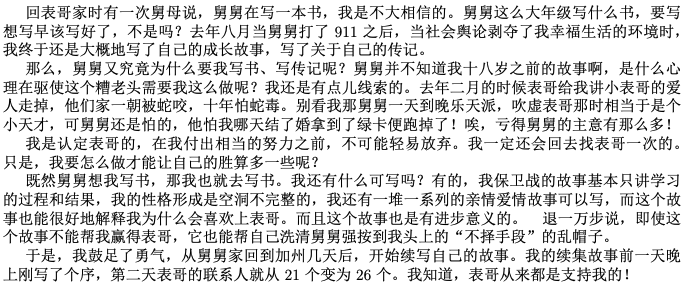 回表哥家时有一次舅母说，舅舅在写一本书，我是不大相信的。舅舅这么大年级写什么书，要写
想写早该写好了，不是吗？去年八月当舅舅打了 911 之后，当社会舆论剥夺了我幸福生活的环境时，
我终于还是大概地写了自己的成长故事，写了关于自己的传记。
那么，舅舅又究竟为什么要我写书、写传记呢？舅舅并不知道我十八岁之前的故事啊，是什么心
理在驱使这个糟老头需要我这么做呢？我还是有点儿线索的。去年二月的时候表哥给我讲小表哥的爱
人走掉，他们家一朝被蛇咬，十年怕蛇毒。别看我那舅舅一天到晚乐天派，吹虚表哥那时相当于是个
小天才，可舅舅还是怕的，他怕我哪天结了婚拿到了绿卡便跑掉了！唉，亏得舅舅的主意有那么多！
我是认定表哥的，在我付出相当的努力之前，不可能轻易放弃。我一定还会回去找表哥一次的。
只是，我要怎么做才能让自己的胜算多一些呢？
既然舅舅想我写书，那我也就去写书。我还有什么可写吗？有的，我保卫战的故事基本只讲学习
的过程和结果，我的性格形成是空洞不完整的，我还有一堆一系列的亲情爱情故事可以写，而这个故
事也能很好地解释我为什么会喜欢上表哥。而且这个故事也是有进步意义的。 退一万步说，即使这
个故事不能帮我赢得表哥，它也能帮自己洗清舅舅强按到我头上的“不择手段”的乱帽子。
于是，我鼓足了勇气，从舅舅家回到加州几天后，开始续写自己的故事。我的续集故事前一天晚
上刚写了个序，第二天表哥的联系人就从 21 个变为 26 个。我知道，表哥从来都是支持我的！